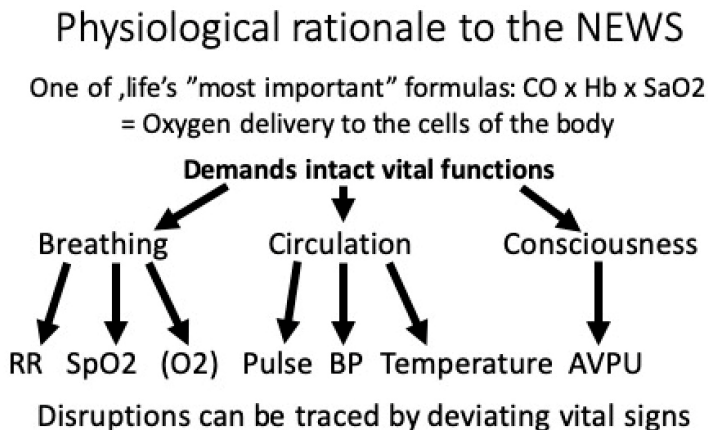 Physiological rationale to the NEWS
One of ,life’s ”most important” formulas: CO x Hb x SaO2
= Oxygen delivery to the cells of the body
Demands intact vital functions
Breathing Circulation Consciousness
RR SpO2 (O2) Pulse BP Temperature AVPU
Disruptions can be traced by deviating vital signs